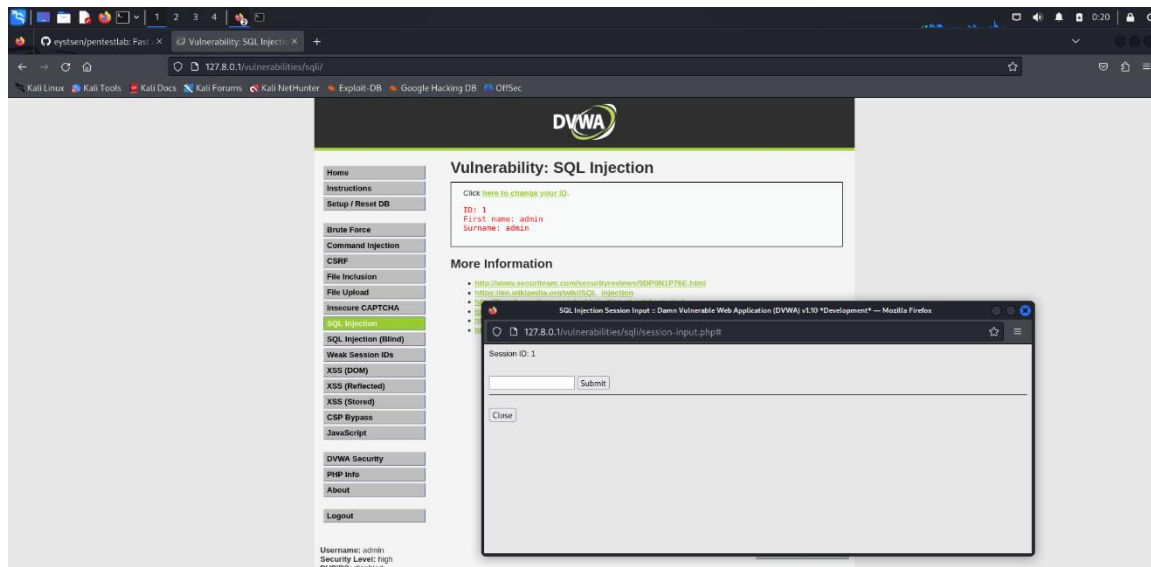 1 2 3 4
0:20
eystsen/pentestlab: Fast
Vulnerability: SQL Injectio
127.8.0.1/vulnerabilities/sqli/
Kali Linux Kali Tools Kali Docs Kali Forums Kali NetHunter Exploit-DB Google Hacking DB OffSec
DVWA
Home
Instructions
Setup / Reset DB
Brute Force
Command Injection
CSRF
File Inclusion
File Upload
Insecure CAPTCHA
SQL Injection
SQL Injection (Blind)
Weak Session IDs
XSS (DOM)
XSS (Reflected)
XSS (Stored)
CSP Bypass
JavaScript
DVWA Security
PHP Info
About
Logout
Username: admin
Security Level: high
Vulnerability: SQL Injection
Click here to change your ID.
ID: 1
First name: admin
Surname: admin
More Information
http://www.securiteam.com/securityreviews/5DP0N1P76E.html
https://en.wikipedia.org/wiki/SQL_injection
SQL Injection Session Input :: Damn Vulnerable Web Application (DVWA) v1.10 *Development* — Mozilla Firefox
127.8.0.1/vulnerabilities/sqli/session-input.php#
Session ID: 1
Submit
Close